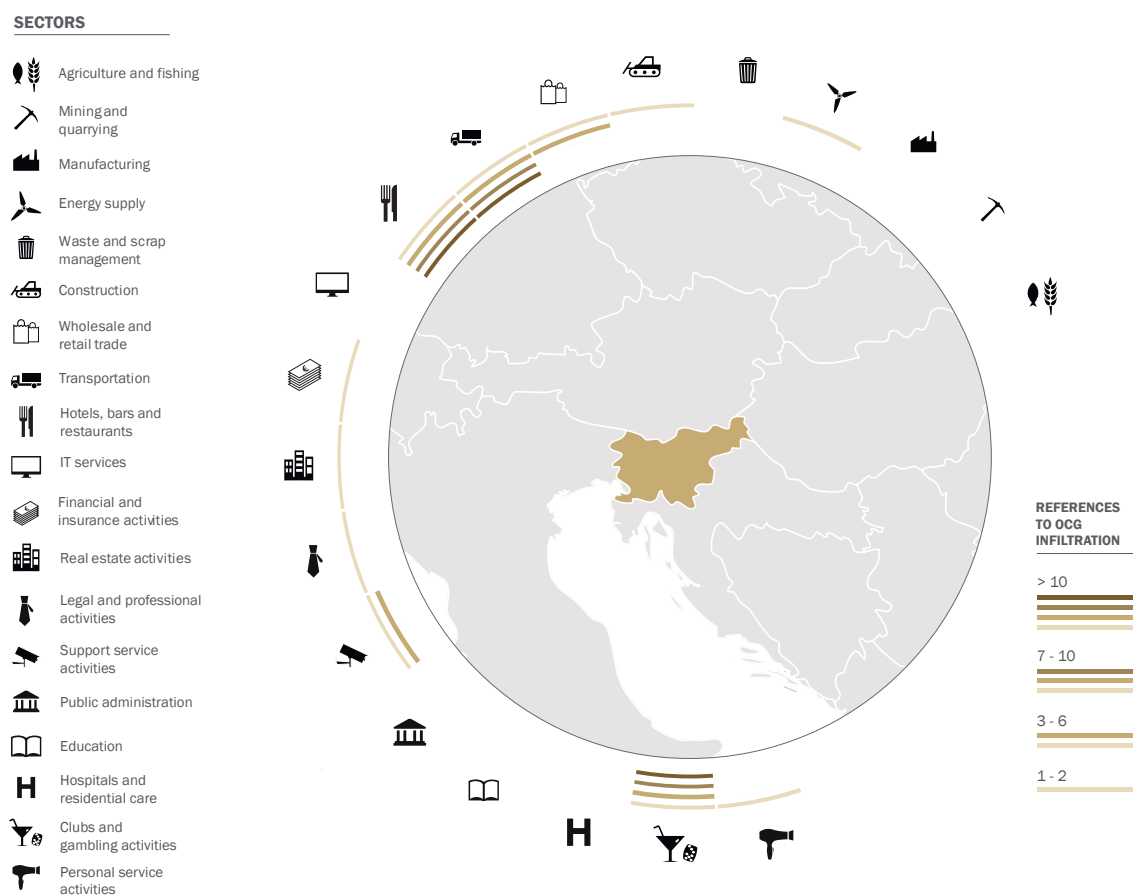 SECTORS
Agriculture and fishing
Mining and
quarrying
Manufacturing
Energy supply
Waste and scrap
management
Construction
Wholesale and
retail trade
Transportation
Hotels, bars and
restaurants
IT services
Financial and
insurance activities
Real estate activities
Legal and professional
activities
Support service
activities
Public administration
Education
Hospitals and
residential care
Clubs and
gambling activities
Personal service
activities
H
H
REFERENCES
TO OCG
INFILTRATION
> 10
7 - 10
3 - 6
1 - 2